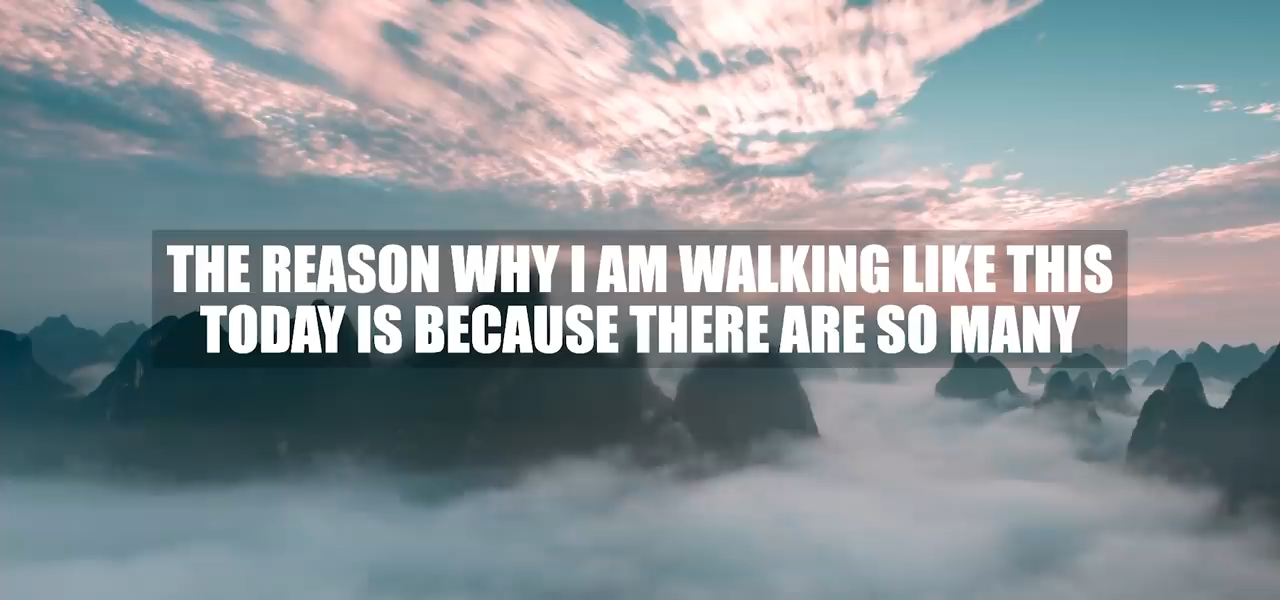 THE REASON WHY I AM WALKING LIKE THIS
TODAY IS BECAUSE THERE ARE SO MANY